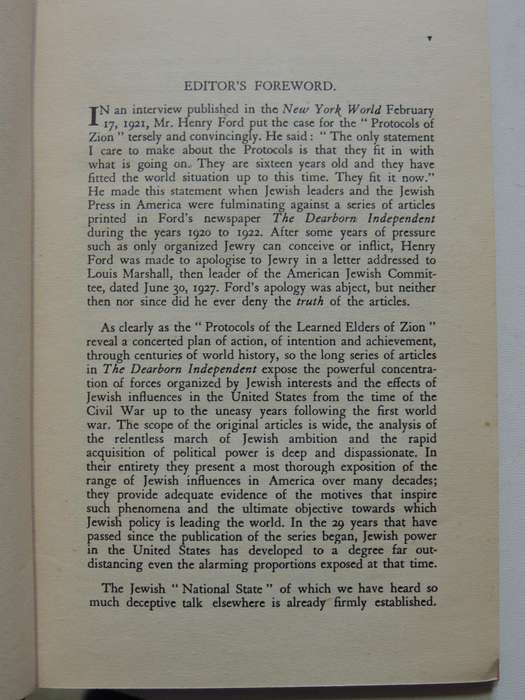 v
EDITOR'S FOREWORD.
IN an interview published in the New York World February
17, 1921, Mr. Henry Ford put the case for the “ Protocols of
Zion ” tersely and convincingly. He said : “ The only statement
I care to make about the Protocols is that they fit in with
what is going on. They are sixteen years old and they have
fitted the world situation up to this time. They fit it now.”
He made this statement when Jewish leaders and the Jewish
Press in America were fulminating against a series of articles
printed in Ford's newspaper The Dearborn Independent
during the years 1920 to 1922. After some years of pressure
such as only organized Jewry can conceive or inflict, Henry
Ford was made to apologise to Jewry in a letter addressed to
Louis Marshall, then leader of the American Jewish Commit-
tee, dated June 30, 1927. Ford's apology was abject, but neither
then nor since did he ever deny the truth of the articles.
As clearly as the “ Protocols of the Learned Elders of Zion ”
reveal a concerted plan of action, of intention and achievement,
through centuries of world history, so the long series of articles
in The Dearborn Independent expose the powerful concentra-
tion of forces organized by Jewish interests and the effects of
Jewish influences in the United States from the time of the
Civil War up to the uneasy years following the first world
war. The scope of the original articles is wide, the analysis of
the relentless march of Jewish ambition and the rapid
acquisition of political power is deep and dispassionate. In
their entirety they present a most thorough exposition of the
range of Jewish influences in America over many decades;
they provide adequate evidence of the motives that inspire
such phenomena and the ultimate objective towards which
Jewish policy is leading the world. In the 29 years that have
passed since the publication of the series began, Jewish power
in the United States has developed to a degree far out-
distancing even the alarming proportions exposed at that time.
The Jewish “ National State ” of which we have heard so
much deceptive talk elsewhere is already firmly established.